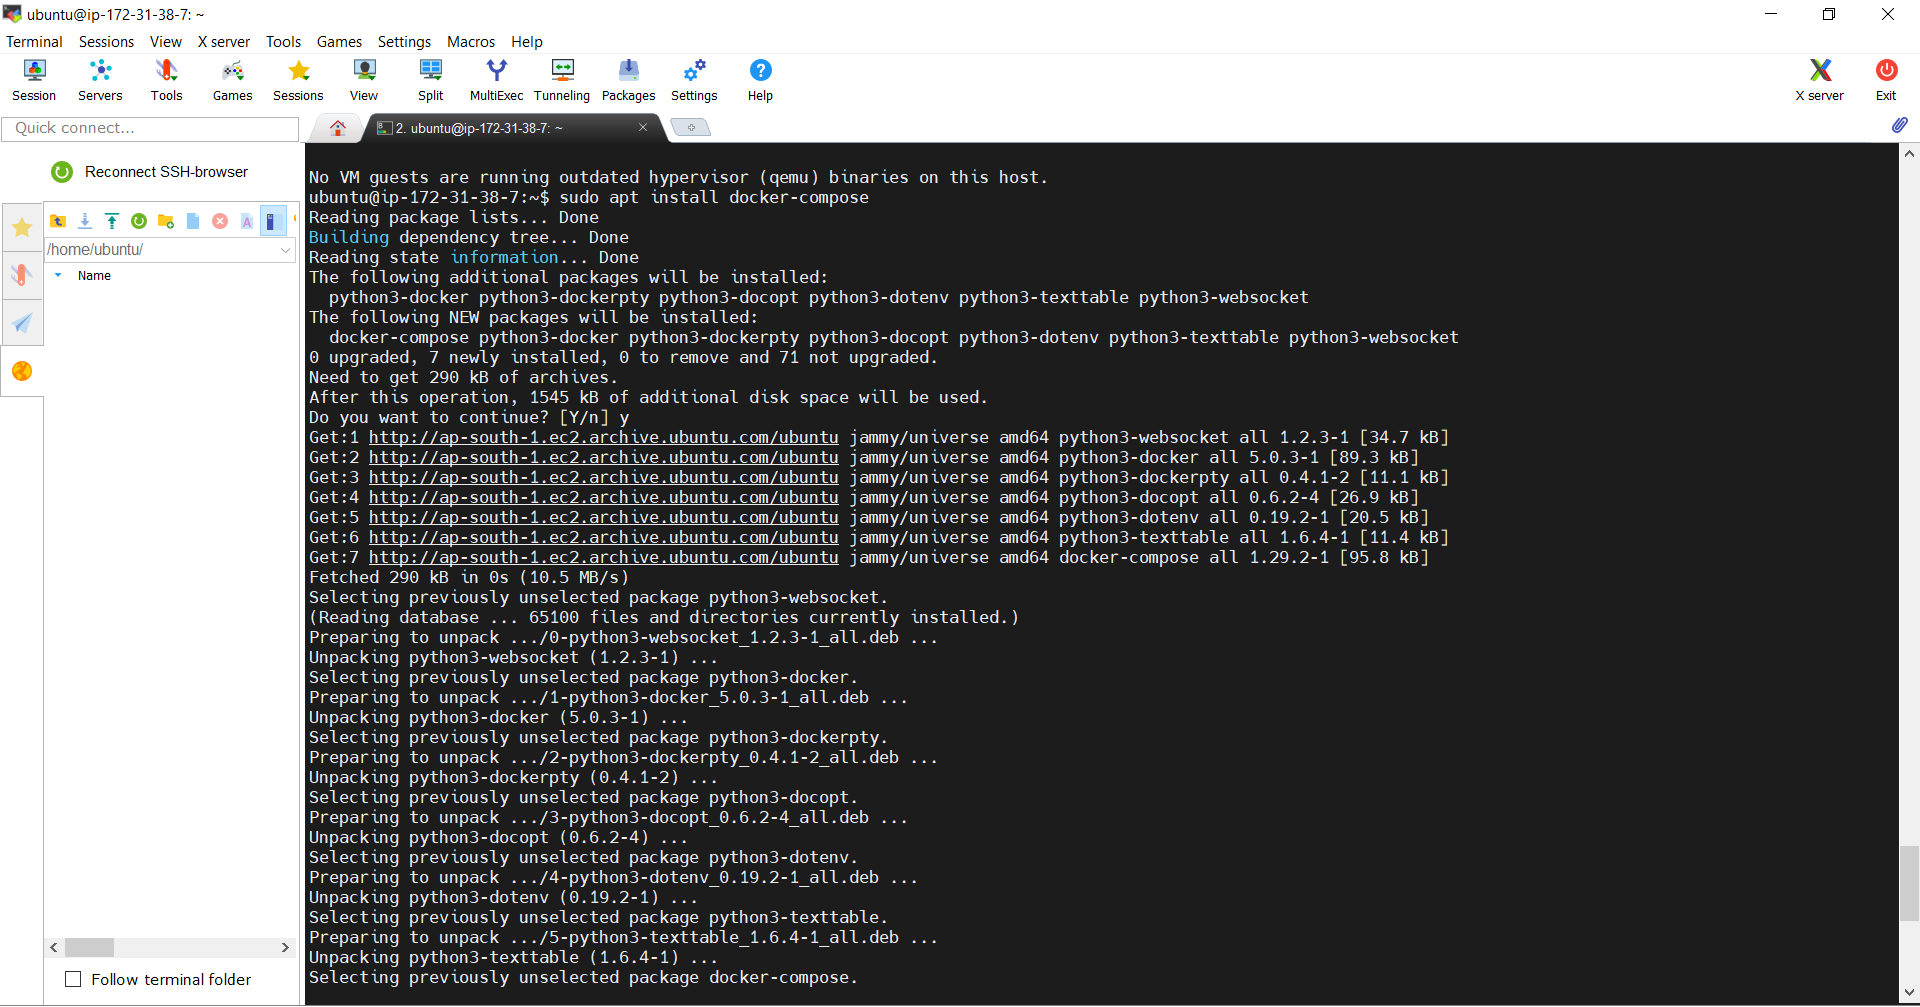 ubuntu@ip-172-31-38-7: ~
Terminal Sessions View X server Tools Games Settings Macros Help
Session Servers Tools Games Sessions View Split MultiExec Tunneling Packages Settings Help X server Exit
Quick connect...
2. ubuntu@ip-172-31-38-7: ~
Reconnect SSH-browser
/home/ubuntu/
Name
No VM guests are running outdated hypervisor (qemu) binaries on this host.
ubuntu@ip-172-31-38-7:~$ sudo apt install docker-compose
Reading package lists... Done
Building dependency tree... Done
Reading state information... Done
The following additional packages will be installed:
  python3-docker python3-dockerpty python3-docopt python3-dotenv python3-texttable python3-websocket
The following NEW packages will be installed:
  docker-compose python3-docker python3-dockerpty python3-docopt python3-dotenv python3-texttable python3-websocket
0 upgraded, 7 newly installed, 0 to remove and 71 not upgraded.
Need to get 290 kB of archives.
After this operation, 1545 kB of additional disk space will be used.
Do you want to continue? [Y/n] y
Get:1 http://ap-south-1.ec2.archive.ubuntu.com/ubuntu jammy/universe amd64 python3-websocket all 1.2.3-1 [34.7 kB]
Get:2 http://ap-south-1.ec2.archive.ubuntu.com/ubuntu jammy/universe amd64 python3-docker all 5.0.3-1 [89.3 kB]
Get:3 http://ap-south-1.ec2.archive.ubuntu.com/ubuntu jammy/universe amd64 python3-dockerpty all 0.4.1-2 [11.1 kB]
Get:4 http://ap-south-1.ec2.archive.ubuntu.com/ubuntu jammy/universe amd64 python3-docopt all 0.6.2-4 [26.9 kB]
Get:5 http://ap-south-1.ec2.archive.ubuntu.com/ubuntu jammy/universe amd64 python3-dotenv all 0.19.2-1 [20.5 kB]
Get:6 http://ap-south-1.ec2.archive.ubuntu.com/ubuntu jammy/universe amd64 python3-texttable all 1.6.4-1 [11.4 kB]
Get:7 http://ap-south-1.ec2.archive.ubuntu.com/ubuntu jammy/universe amd64 docker-compose all 1.29.2-1 [95.8 kB]
Fetched 290 kB in 0s (10.5 MB/s)
Selecting previously unselected package python3-websocket.
(Reading database ... 65100 files and directories currently installed.)
Preparing to unpack .../0-python3-websocket_1.2.3-1_all.deb ...
Unpacking python3-websocket (1.2.3-1) ...
Selecting previously unselected package python3-docker.
Preparing to unpack .../1-python3-docker_5.0.3-1_all.deb ...
Unpacking python3-docker (5.0.3-1) ...
Selecting previously unselected package python3-dockerpty.
Preparing to unpack .../2-python3-dockerpty_0.4.1-2_all.deb ...
Unpacking python3-dockerpty (0.4.1-2) ...
Selecting previously unselected package python3-docopt.
Preparing to unpack .../3-python3-docopt_0.6.2-4_all.deb ...
Unpacking python3-docopt (0.6.2-4) ...
Selecting previously unselected package python3-dotenv.
Preparing to unpack .../4-python3-dotenv_0.19.2-1_all.deb ...
Unpacking python3-dotenv (0.19.2-1) ...
Selecting previously unselected package python3-texttable.
Preparing to unpack .../5-python3-texttable_1.6.4-1_all.deb ...
Unpacking python3-texttable (1.6.4-1) ...
Selecting previously unselected package docker-compose.
Follow terminal folder